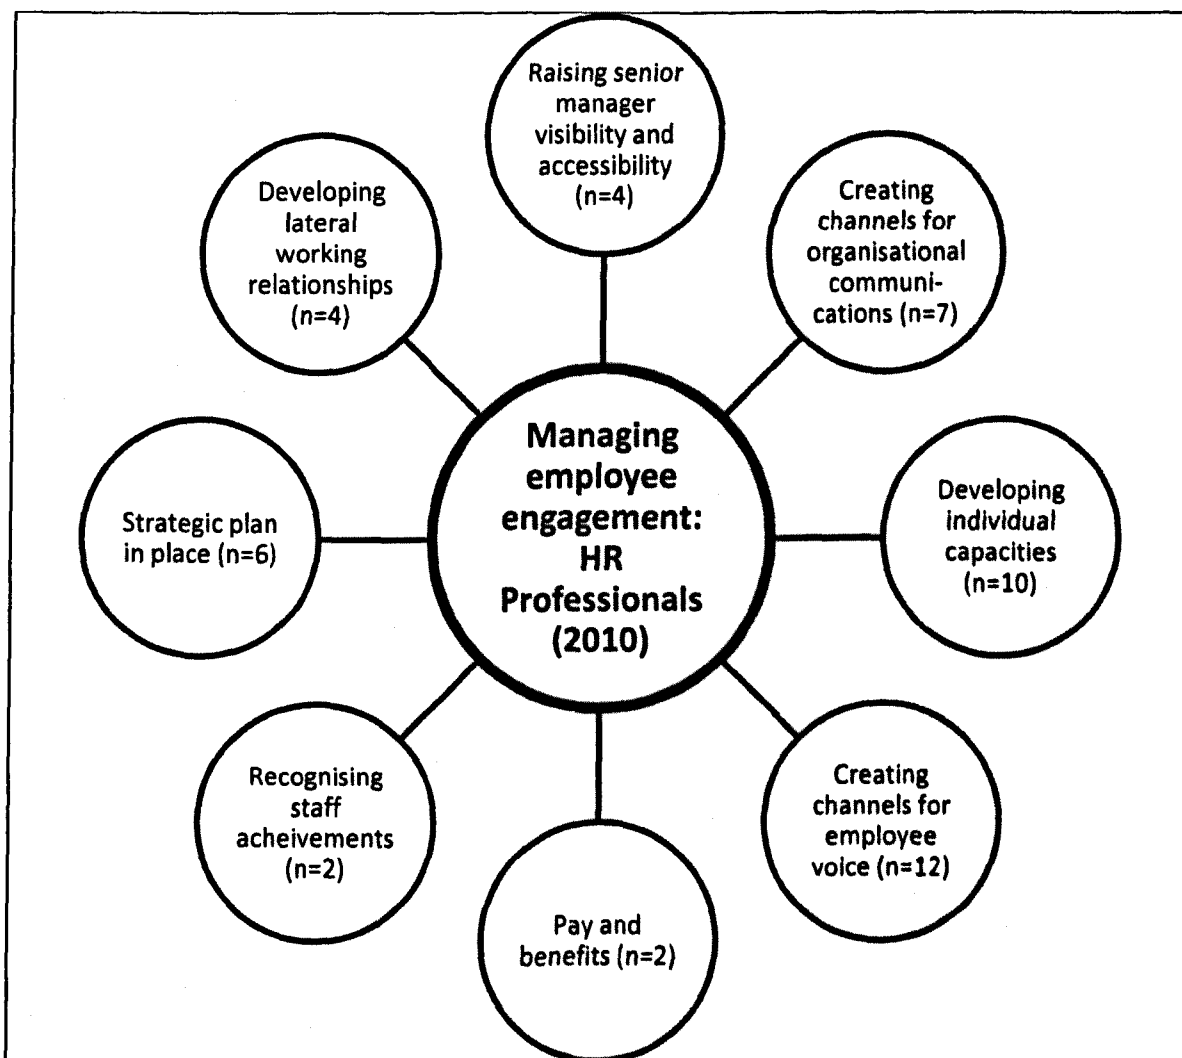 Raising senior
manager
visibility and
accessibility
(n=4)
Creating
channels for
organisational
communi-
cations (n=7)
Developing
individual
capacities
(n=10)
Creating
channels for
employee
voice (n=12)
Pay and
benefits (n=2)
Recognising
staff
acheivements
(n=2)
Strategic plan
in place (n=6)
Developing
lateral
working
relationships
(n=4)
Managing
employee
engagement:
HR
Professionals
(2010)